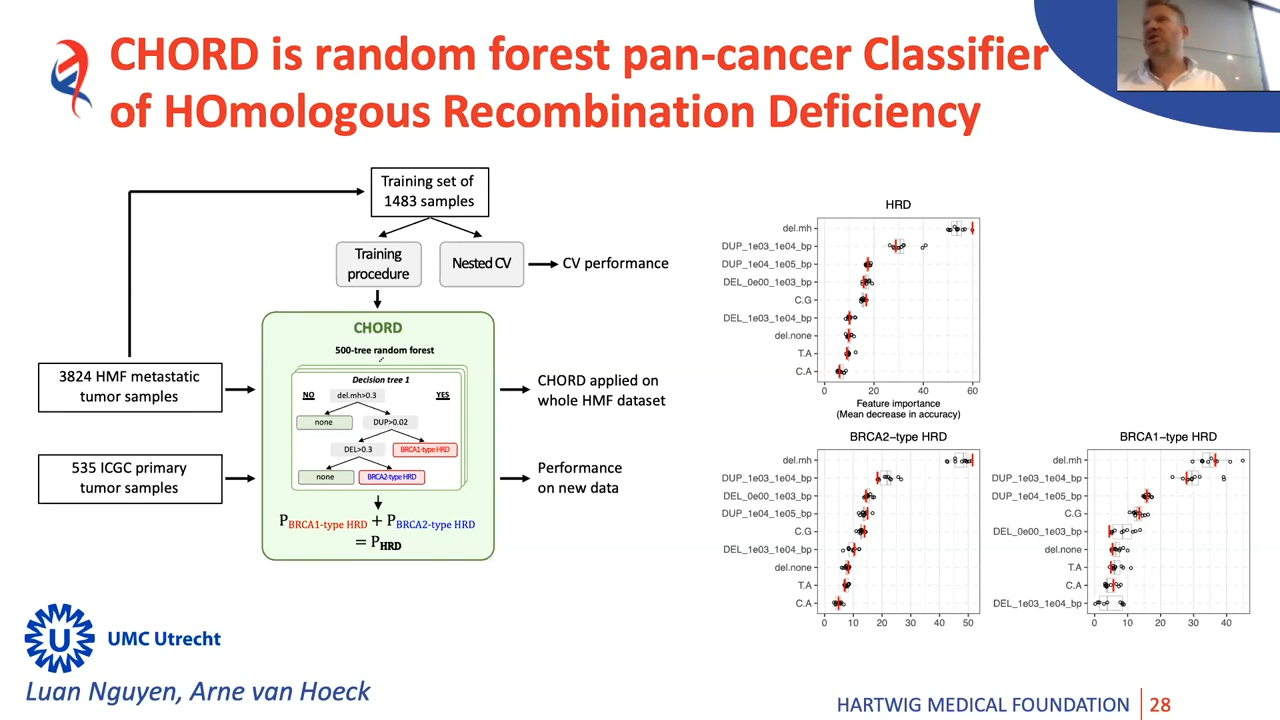 CHORD is random forest pan-cancer Classifier
of HOmologous Recombination Deficiency
Training set of
1483 samples
Training
procedure
Nested CV
CV performance
CHORD
500-tree random forest
Decision tree 1
NO
del.mh>0.3
YES
none
DUP>0.02
DEL>0.3
BRCA1-type HRD
none
BRCA2-type HRD
P BRCA1-type HRD + P BRCA2-type HRD
= P HRD
3824 HMF metastatic
tumor samples
CHORD applied on
whole HMF dataset
535 ICGC primary
tumor samples
Performance
on new data
HRD
del.mh
DUP_1e03_1e04_bp
DUP_1e04_1e05_bp
DEL_0e00_1e03_bp
C.G
DEL_1e03_1e04_bp
del.none
T.A
C.A
0 20 40 60
Feature importance
(Mean decrease in accuracy)
BRCA2-type HRD
del.mh
DUP_1e03_1e04_bp
DEL_0e00_1e03_bp
DUP_1e04_1e05_bp
C.G
DEL_1e03_1e04_bp
del.none
T.A
C.A
0 10 20 30 40 50
BRCA1-type HRD
del.mh
DUP_1e03_1e04_bp
DUP_1e04_1e05_bp
C.G
DEL_0e00_1e03_bp
del.none
T.A
C.A
DEL_1e03_1e04_bp
0 10 20 30 40
U
UMC Utrecht
Luan Nguyen, Arne van Hoeck
HARTWIG MEDICAL FOUNDATION 28